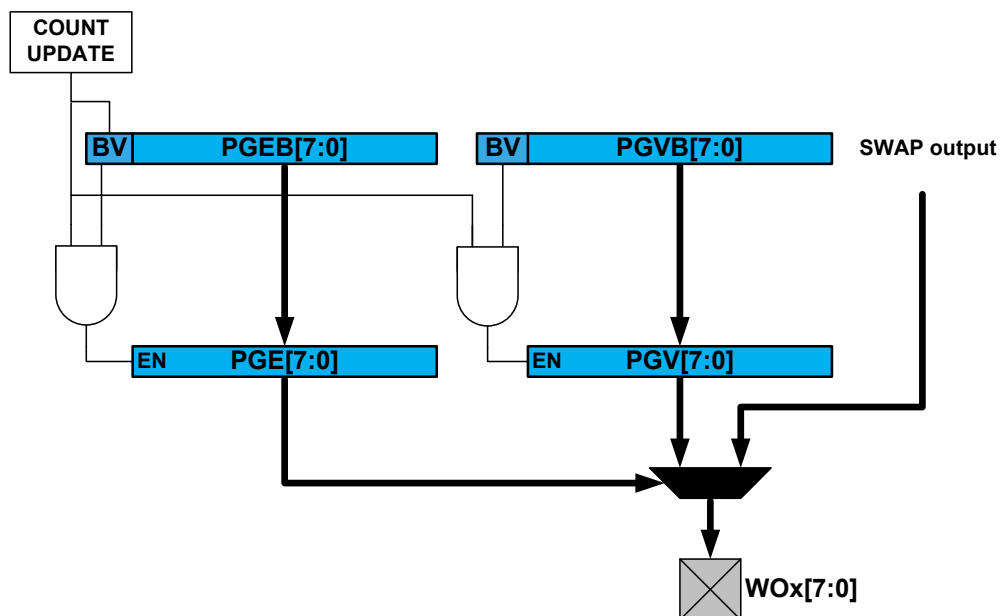 COUNT
UPDATE
BV PGEB[7:0]
BV PGVB[7:0]
SWAP output
EN PGE[7:0]
EN PGV[7:0]
WOx[7:0]